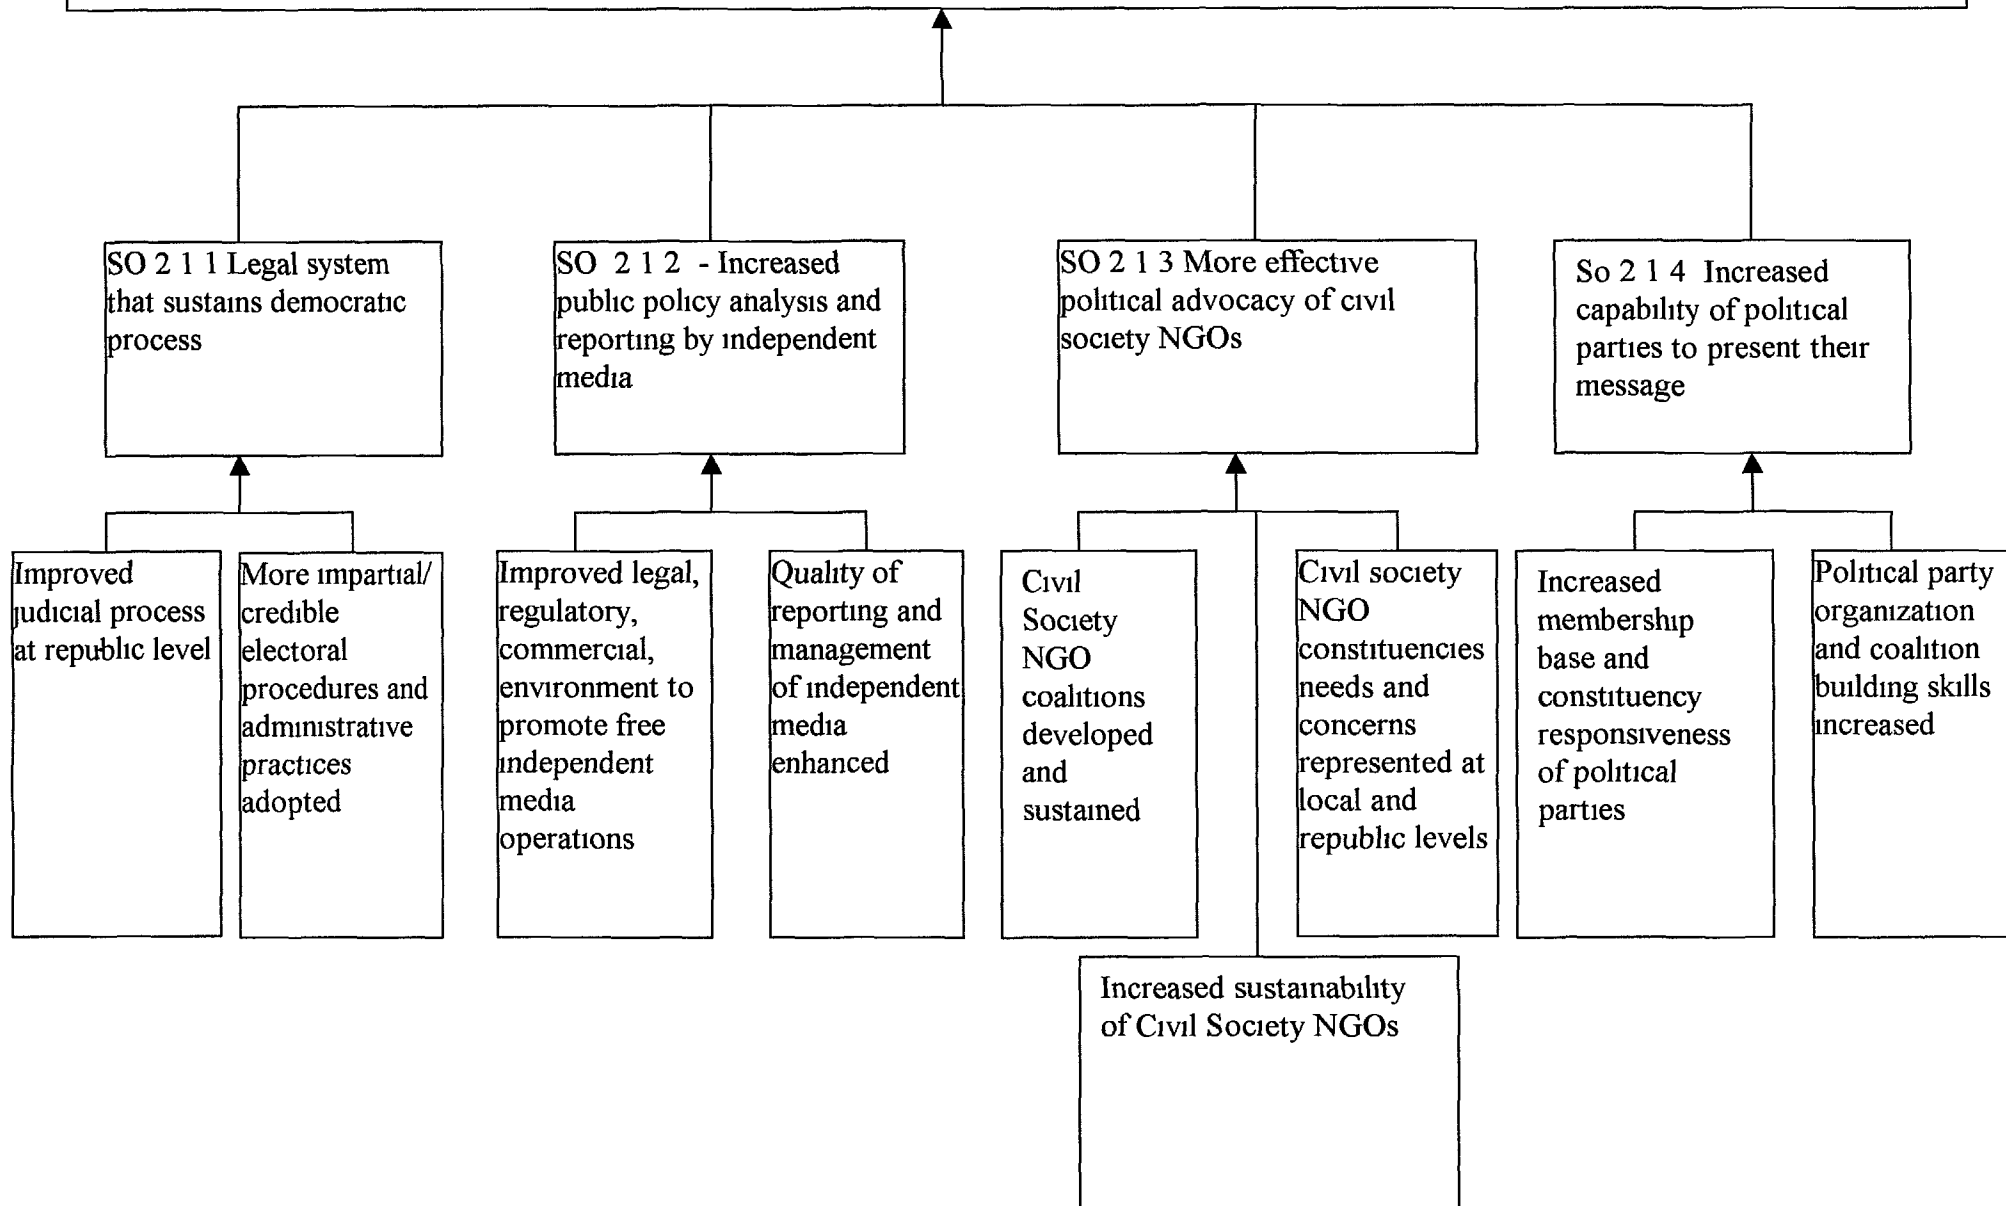 SO 2 1 1 Legal system
that sustains democratic
process
SO 2 1 2 - Increased
public policy analysis and
reporting by independent
media
SO 2 1 3 More effective
political advocacy of civil
society NGOs
So 2 1 4 Increased
capability of political
parties to present their
message
Improved
judicial process
at republic level
More impartial/
credible
electoral
procedures and
administrative
practices
adopted
Improved legal,
regulatory,
commercial,
environment to
promote free
independent
media
operations
Quality of
reporting and
management
of independent
media
enhanced
Civil
Society
NGO
coalitions
developed
and
sustained
Civil society
NGO
constituencies
needs and
concerns
represented at
local and
republic levels
Increased
membership
base and
constituency
responsiveness
of political
parties
Political party
organization
and coalition
building skills
increased
Increased sustainability
of Civil Society NGOs